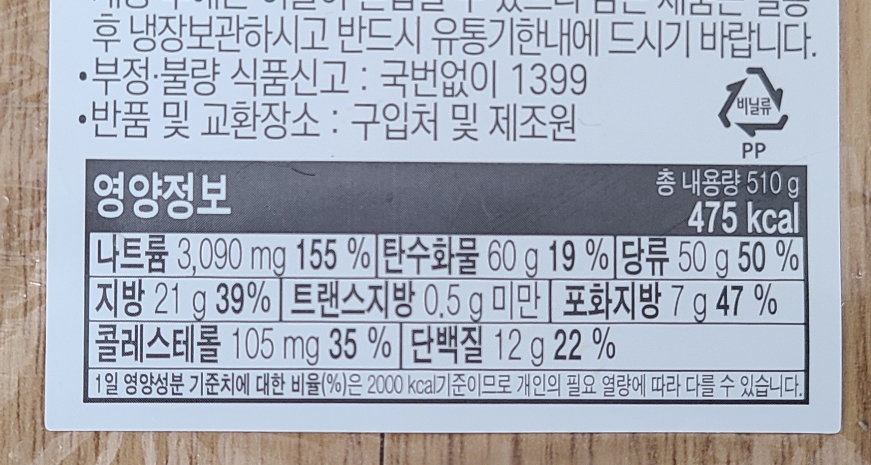 후 냉장보관하시고 반드시 유통기한내에 드시기 바랍니다.
•부정·불량 식품신고 : 국번없이 1399
•반품 및 교환장소 : 구입처 및 제조원
비닐류
PP
영양정보
총 내용량 510 g
475 kcal
나트륨 3,090 mg 155 % 탄수화물 60 g 19 % 당류 50 g 50 %
지방 21 g 39% 트랜스지방 0.5 g 미만 포화지방 7 g 47 %
콜레스테롤 105 mg 35 % 단백질 12 g 22 %
1일 영양성분 기준치에 대한 비율(%)은 2000 kcal기준이므로 개인의 필요 열량에 따라 다를 수 있습니다.